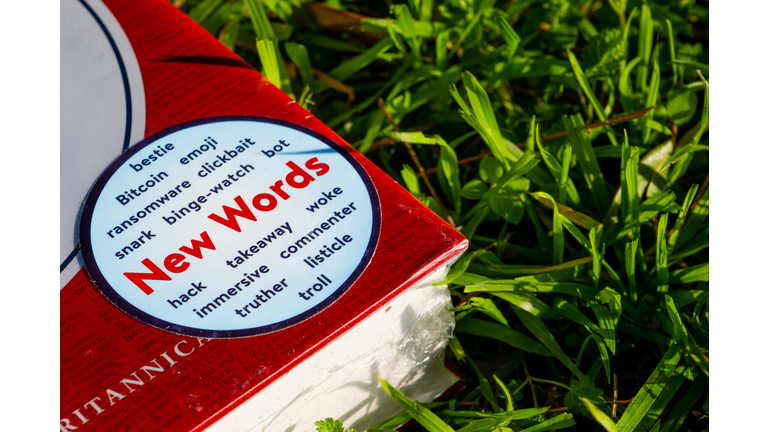 bestie
Bitcoin emoji
ransomware clickbait
snark binge-watch bot
New Words
hack takeaway woke
immersive commenter
truther listicle
troll
RITANNICA